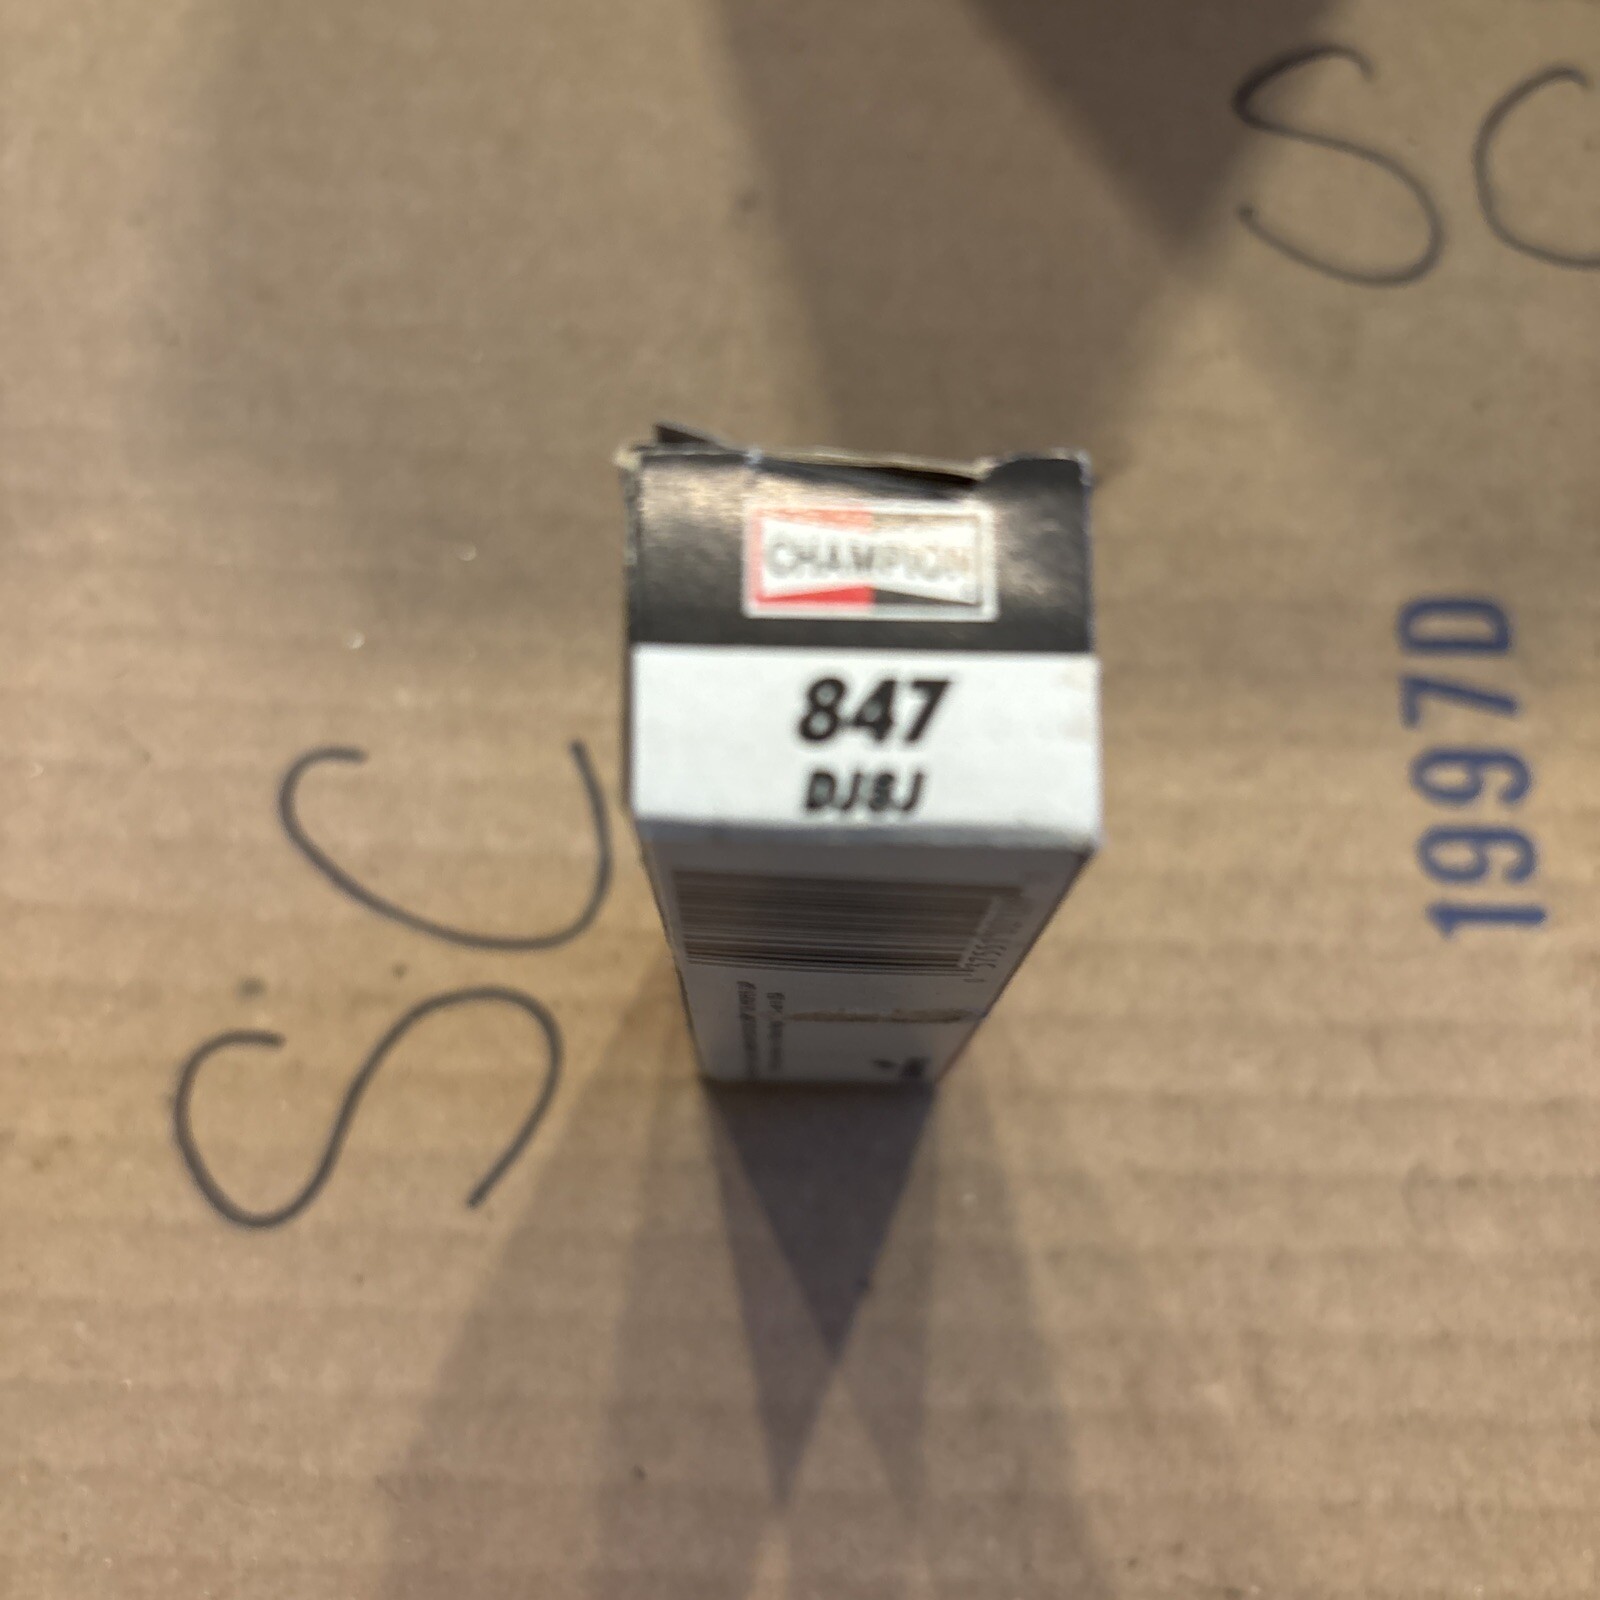 SC
CHAMPION
847
DJ8J
1997D
SC